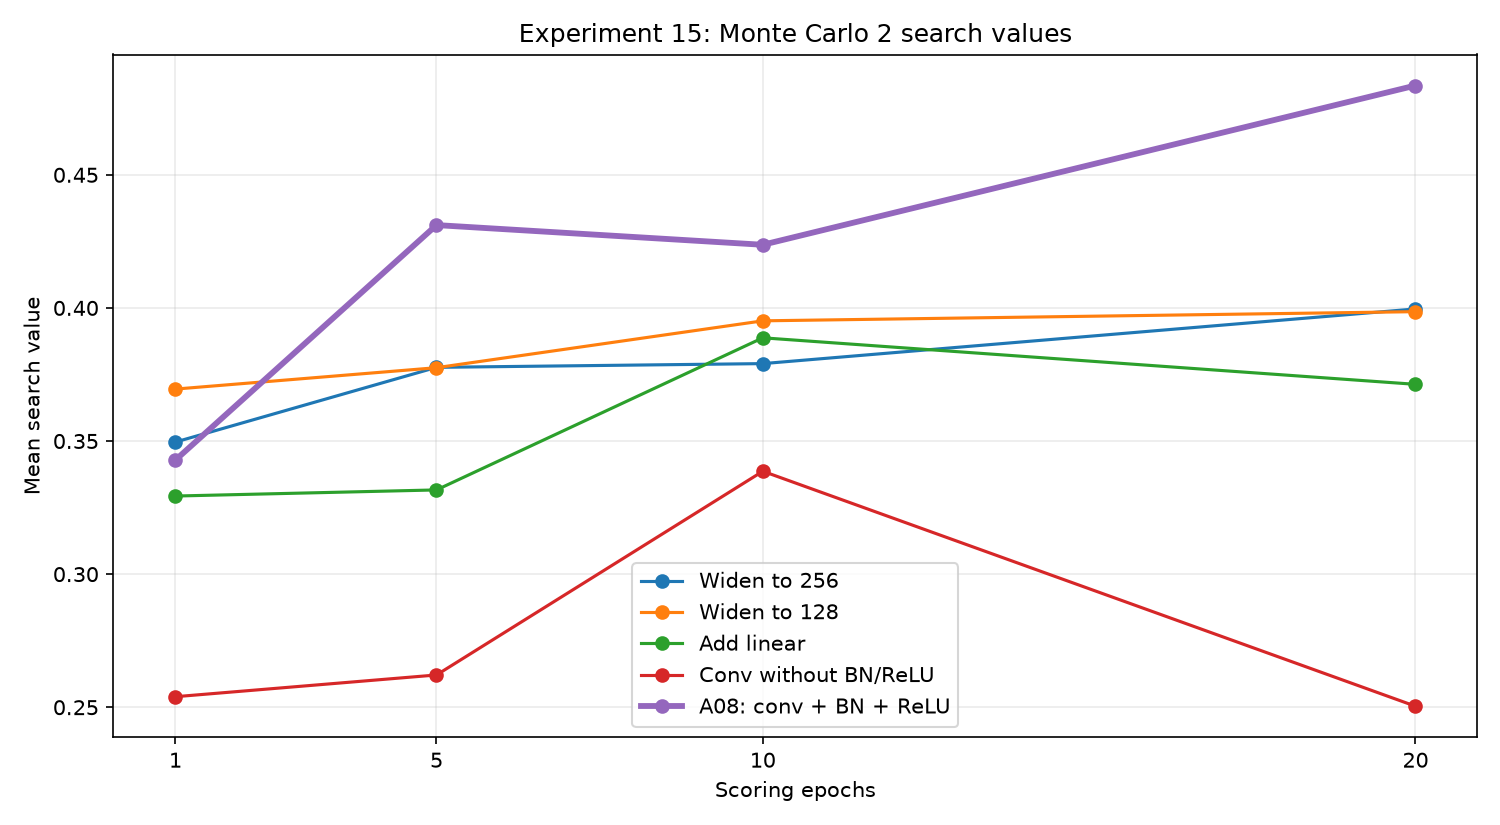 Experiment 15: Monte Carlo 2 search values
Mean search value
0.45
0.40
0.35
0.30
0.25
Widen to 256
Widen to 128
Add linear
Conv without BN/ReLU
A08: conv + BN + ReLU
1 5 10 20
Scoring epochs